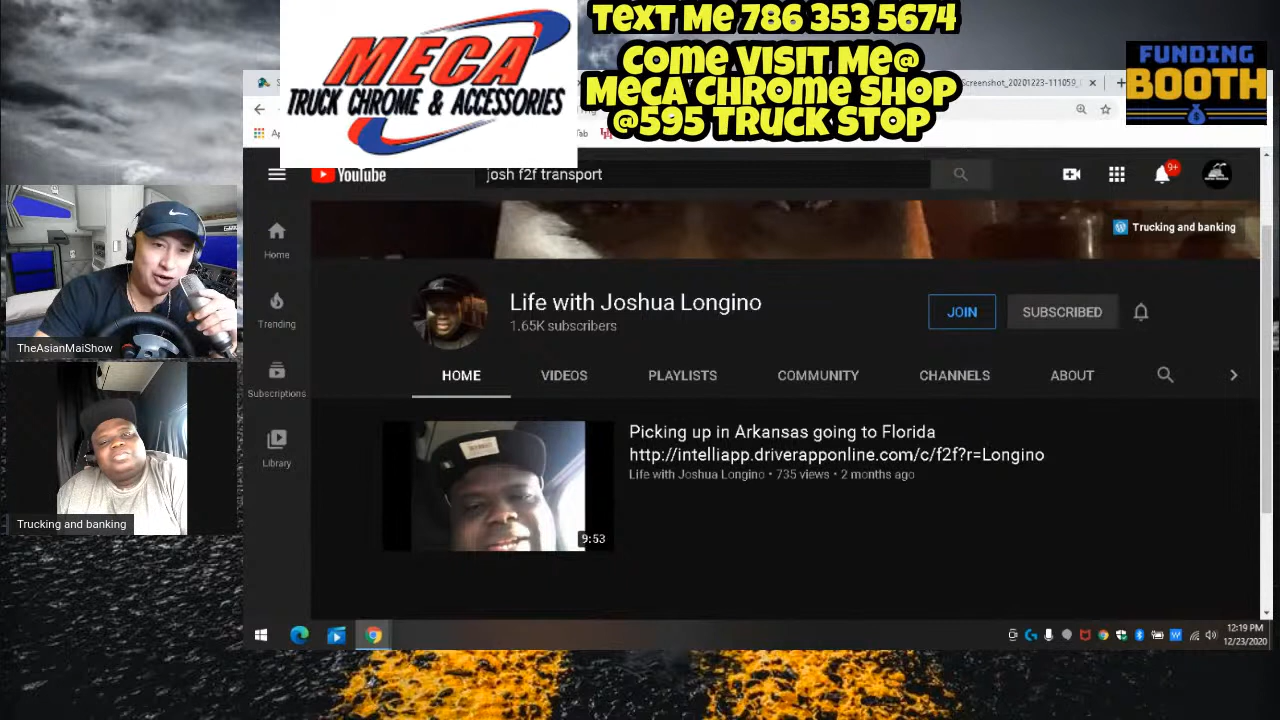 MECA
TRUCK CHROME & ACCESSORIES
Text Me 786 353 5674
Come Visit Me@
Meca Chrome Shop
@595 Truck Stop
FUNDING
BOOTH
Screenshot_20201223-111059_
YouTube
josh f2f transport
9+
Home
Trending
Subscriptions
Library
Trucking and banking
Life with Joshua Longino
1.65K subscribers
JOIN
SUBSCRIBED
HOME VIDEOS PLAYLISTS COMMUNITY CHANNELS ABOUT
Picking up in Arkansas going to Florida
http://intelliapp.driverapponline.com/c/f2f?r=Longino
Life with Joshua Longino • 735 views • 2 months ago
9:53
TheAsianMaiShow
Trucking and banking
12:19 PM
12/23/2020